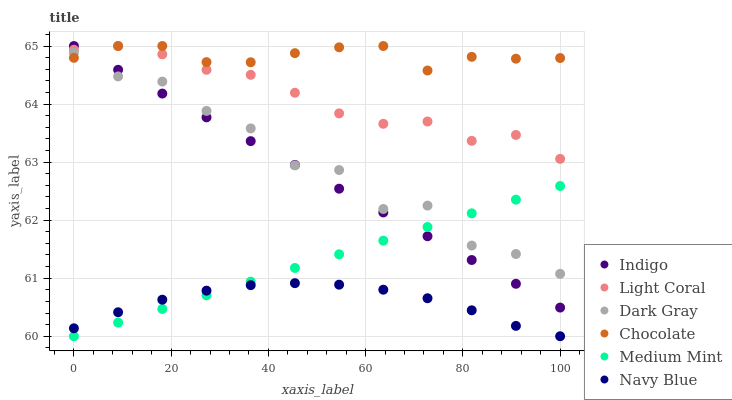 title
65
64
63
62
61
60
0
20
40
60
80
100
yaxis_label
xaxis_label
Indigo
Light Coral
Dark Gray
Chocolate
Medium Mint
Navy Blue